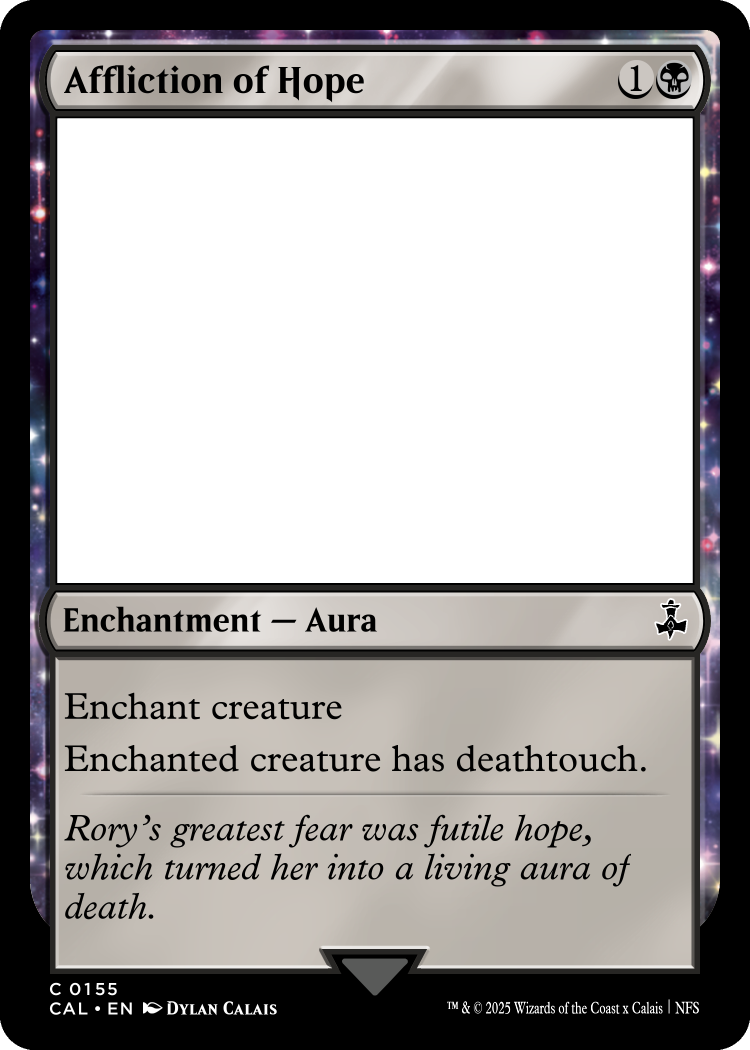 Affliction of Hope 1
Enchantment — Aura
Enchant creature
Enchanted creature has deathtouch.
Rory's greatest fear was futile hope,
which turned her into a living aura of
death.
C 0155
CAL • EN Dylan Calais
™ & © 2025 Wizards of the Coast x Calais | NFS